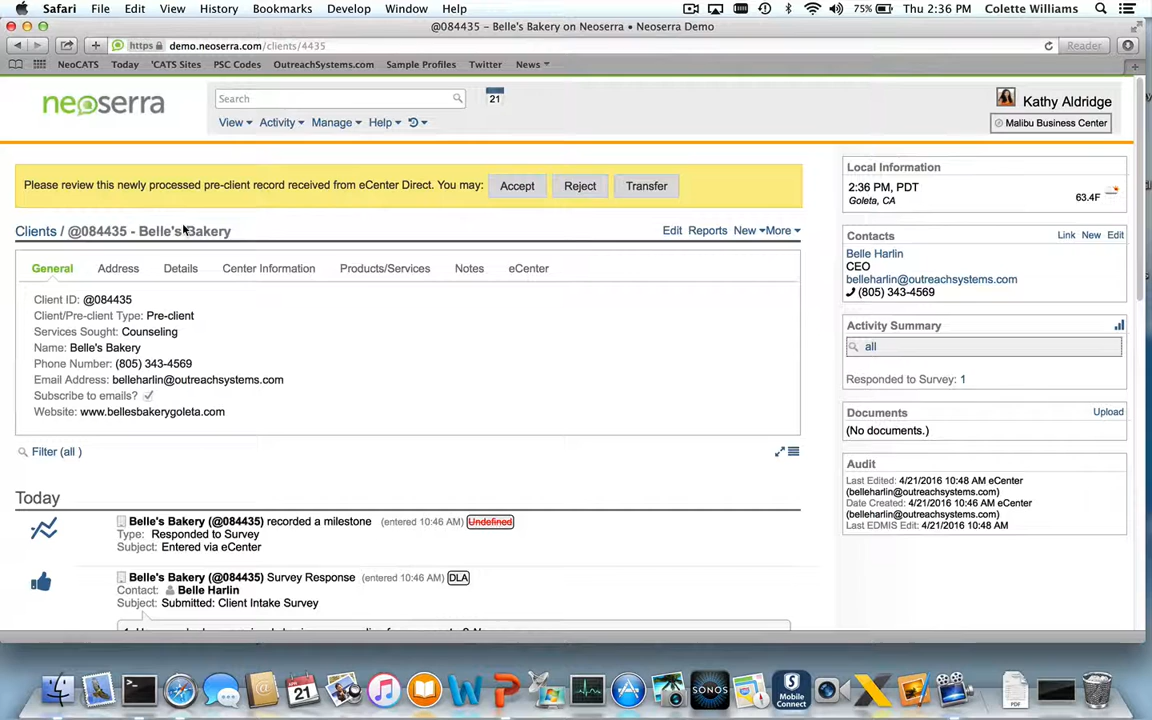 Safari File Edit View History Bookmarks Develop Window Help 75% Thu 2:36 PM Colette Williams
@084435 – Belle's Bakery on Neoserra • Neoserra Demo
https demo.neoserra.com/clients/4435 Reader
NeoCATS Today 'CATS Sites PSC Codes OutreachSystems.com Sample Profiles Twitter News
neoserra
Search
21
Kathy Aldridge
View Activity Manage Help
Malibu Business Center
Please review this newly processed pre-client record received from eCenter Direct. You may: Accept Reject Transfer
Clients / @084435 - Belle's Bakery
Edit Reports New More
General Address Details Center Information Products/Services Notes eCenter
Client ID: @084435
Client/Pre-client Type: Pre-client
Services Sought: Counseling
Name: Belle's Bakery
Phone Number: (805) 343-4569
Email Address: belleharlin@outreachsystems.com
Subscribe to emails?
Website: www.bellesbakerygoleta.com
Filter (all )
Today
Belle's Bakery (@084435) recorded a milestone (entered 10:46 AM) Undefined
Type: Responded to Survey
Subject: Entered via eCenter
Belle's Bakery (@084435) Survey Response (entered 10:46 AM) DLA
Contact: Belle Harlin
Subject: Submitted: Client Intake Survey
Local Information
2:36 PM, PDT
Goleta, CA
63.4F
Contacts Link New Edit
Belle Harlin
CEO
belleharlin@outreachsystems.com
(805) 343-4569
Activity Summary
all
Responded to Survey: 1
Documents Upload
(No documents.)
Audit
Last Edited: 4/21/2016 10:48 AM eCenter
(belleharlin@outreachsystems.com)
Date Created: 4/21/2016 10:46 AM eCenter
(belleharlin@outreachsystems.com)
Last EDMIS Edit: 4/21/2016 10:48 AM
APR
21
SONOS
S
Mobile
Connect
PDF